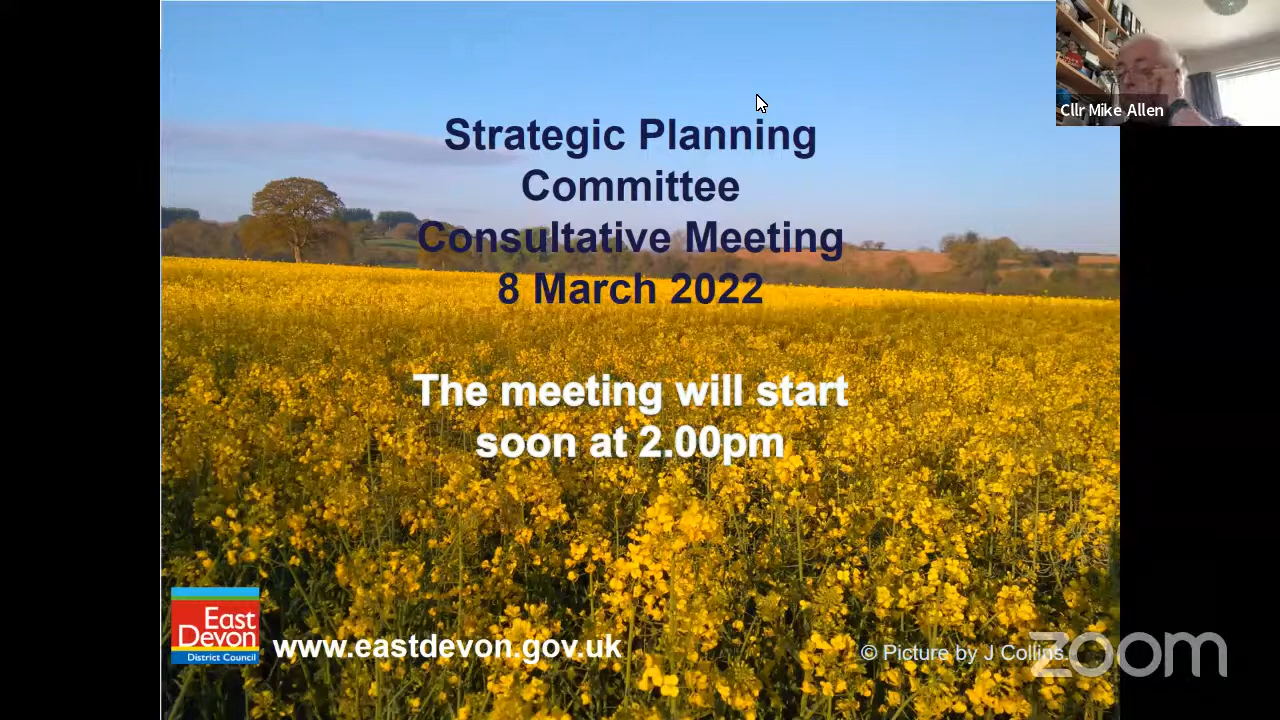 Strategic Planning
Committee
Consultative Meeting
8 March 2022
The meeting will start
soon at 2.00pm
Cllr Mike Allen
East
Devon
District Council
www.eastdevon.gov.uk
© Picture by J Collins
zoom